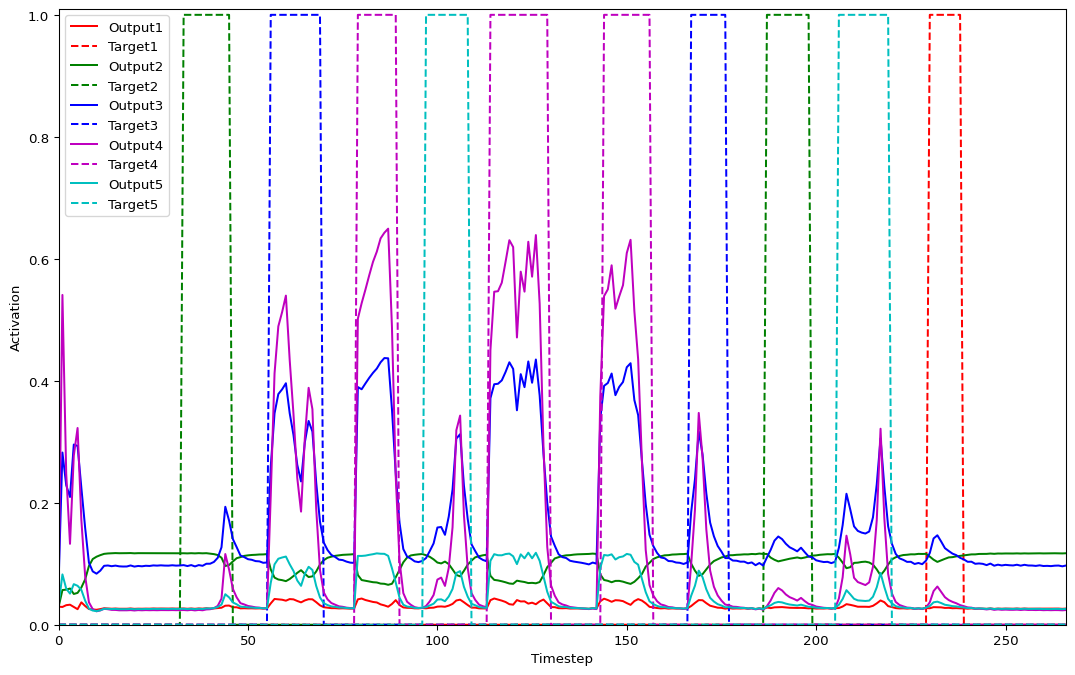 1.0
0.8
0.6
0.4
0.2
0.0
Activation
Output1
Target1
Output2
Target2
Output3
Target3
Output4
Target4
Output5
Target5
0
50
100
150
200
250
Timestep